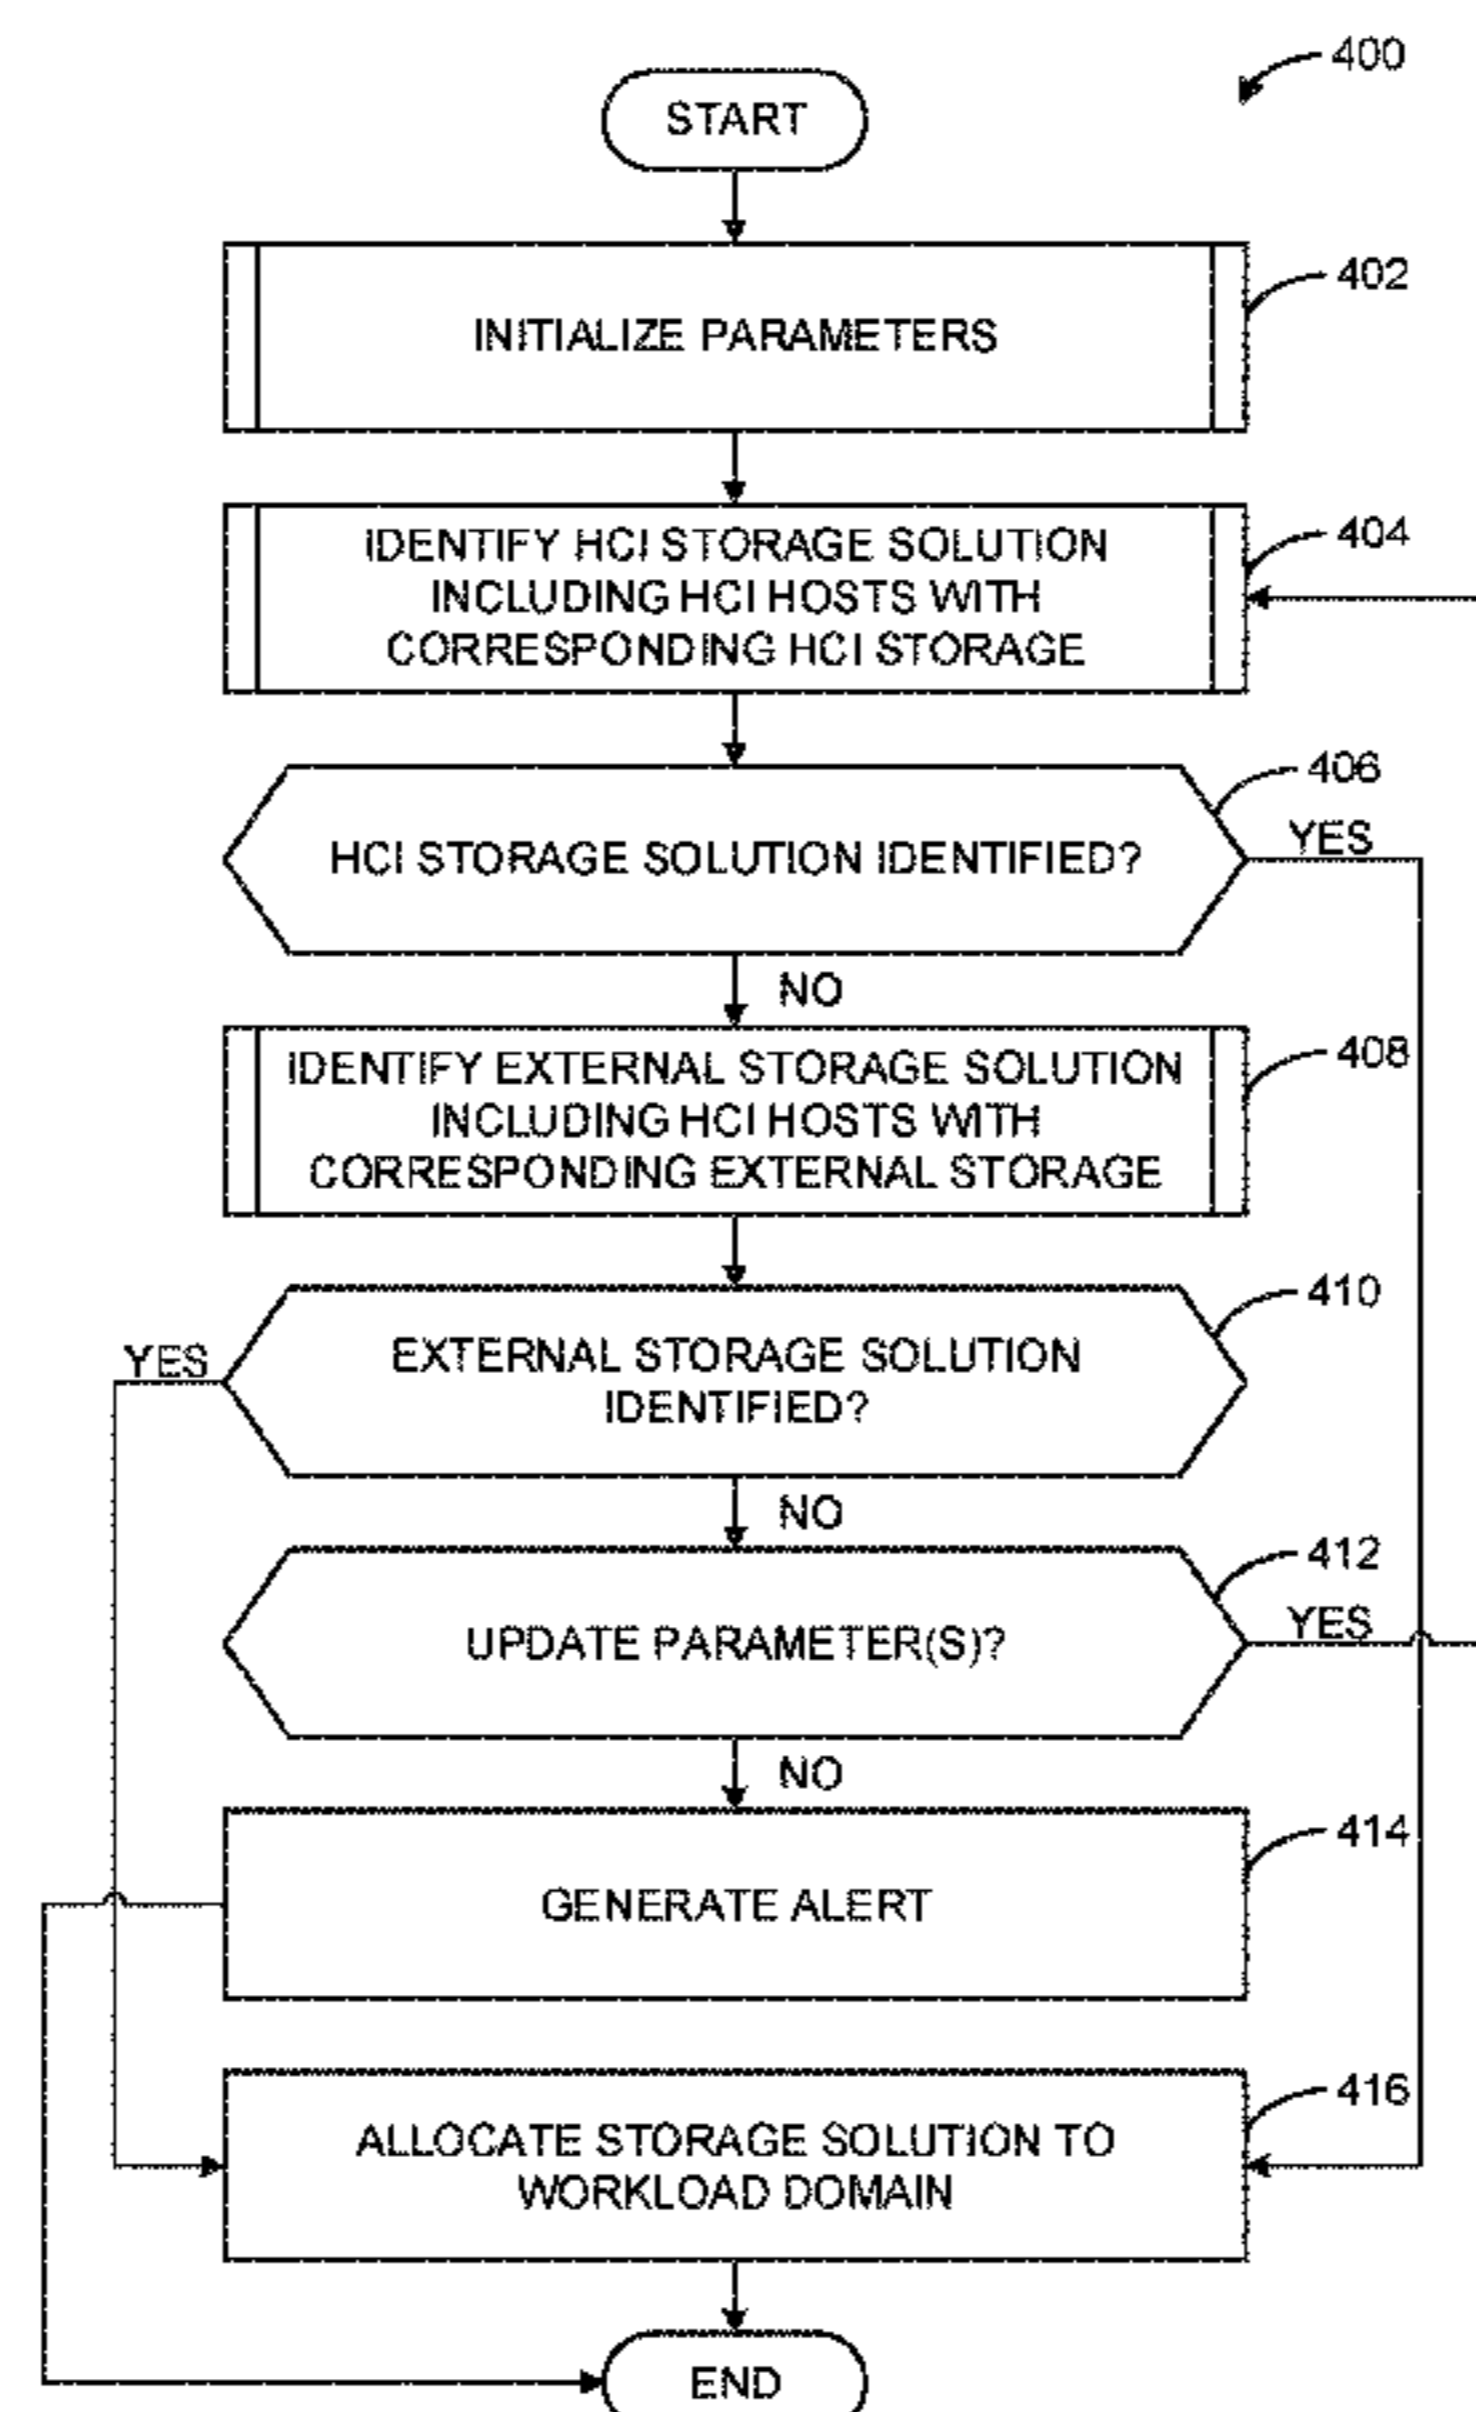 400
START
402
INITIALIZE PARAMETERS
404
IDENTIFY HCI STORAGE SOLUTION
INCLUDING HCI HOSTS WITH
CORRESPONDING HCI STORAGE
406
YES
HCI STORAGE SOLUTION IDENTIFIED?
NO
408
IDENTIFY EXTERNAL STORAGE SOLUTION
INCLUDING HCI HOSTS WITH
CORRESPONDING EXTERNAL STORAGE
410
YES
EXTERNAL STORAGE SOLUTION
IDENTIFIED?
NO
412
YES
UPDATE PARAMETER(S)?
NO
414
GENERATE ALERT
416
ALLOCATE STORAGE SOLUTION TO
WORKLOAD DOMAIN
END